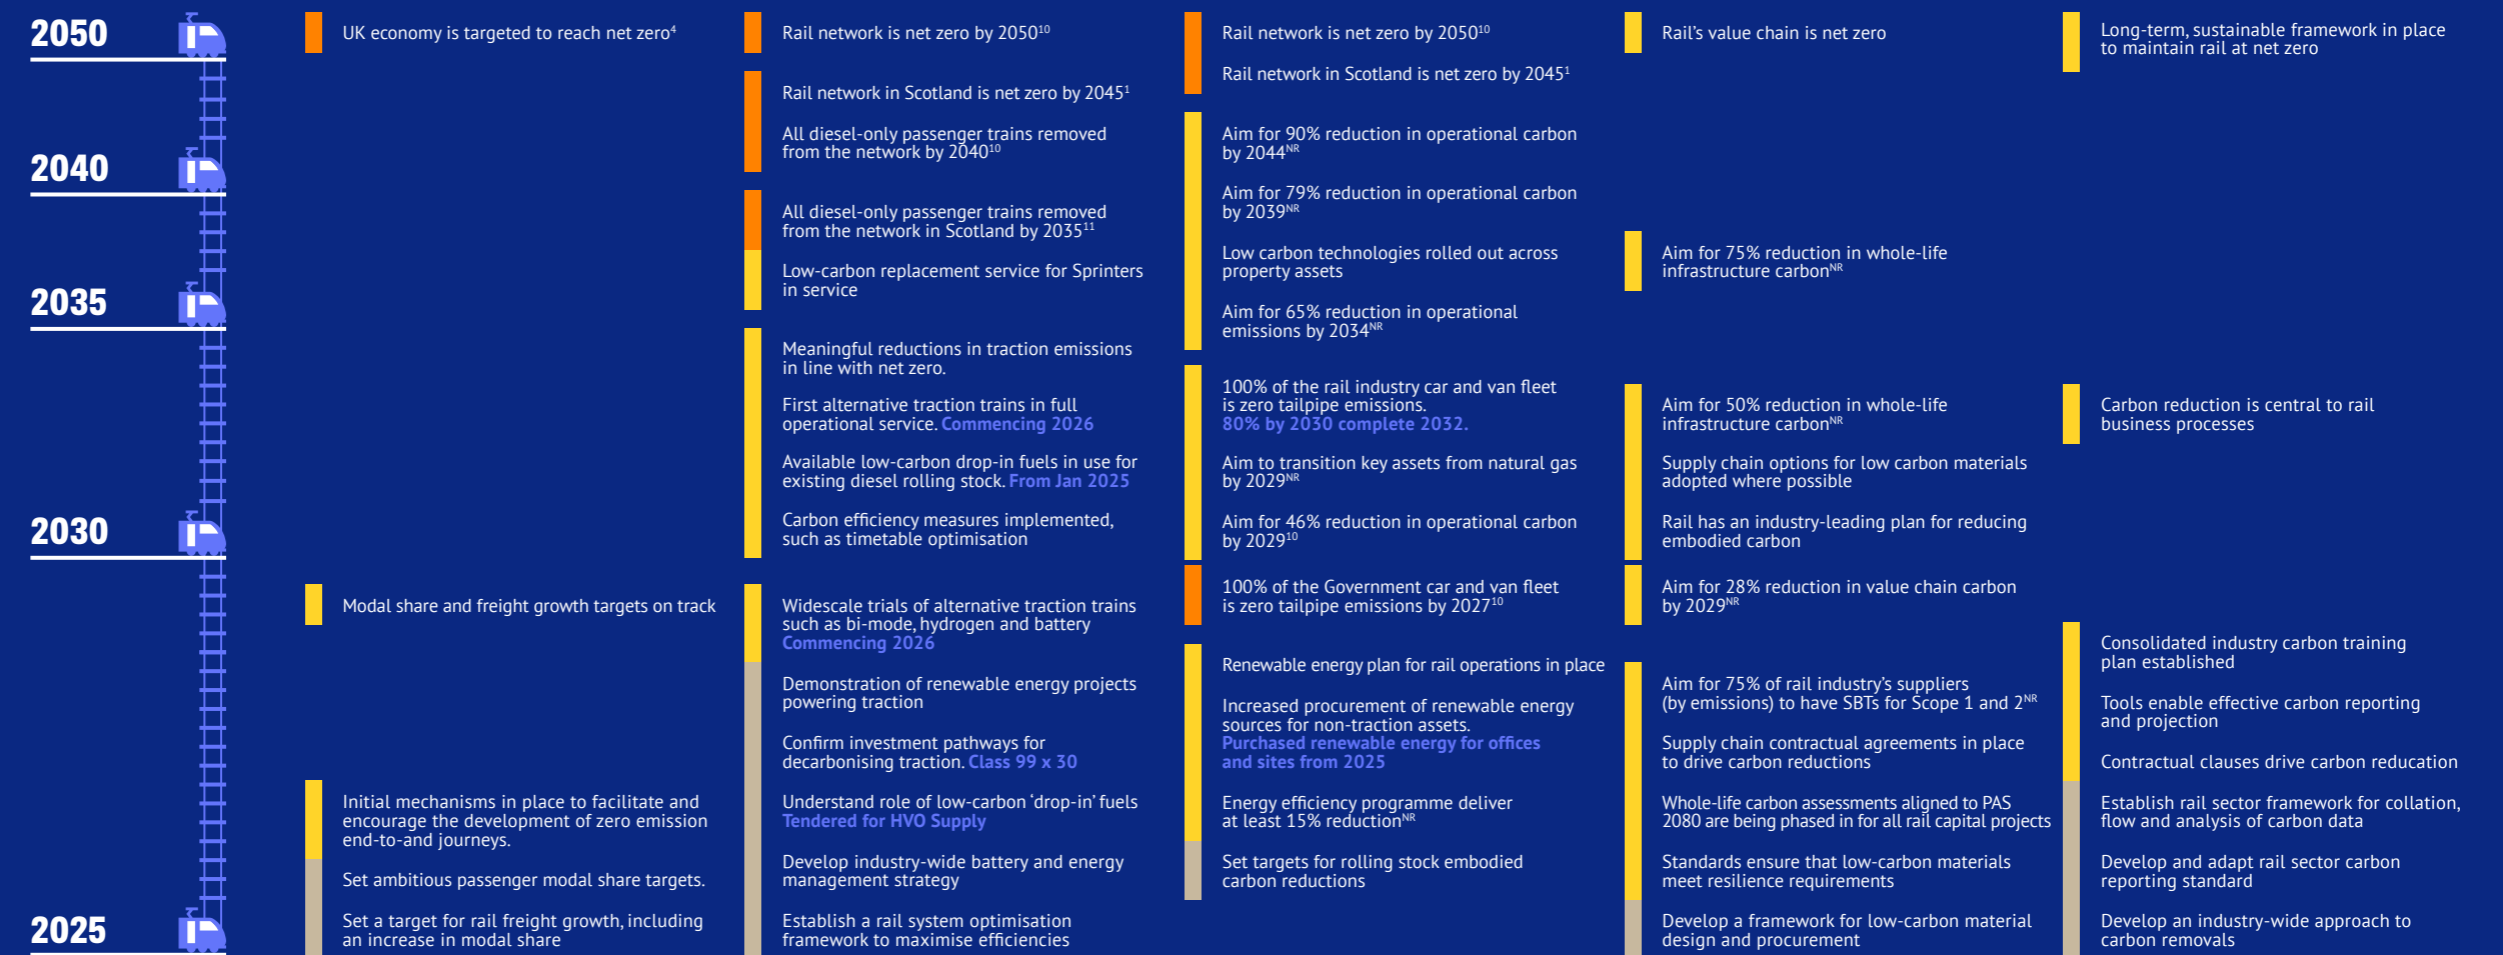 2050
2040
2035
2030
2025
UK economy is targeted to reach net zero⁴
Modal share and freight growth targets on track
Initial mechanisms in place to facilitate and
encourage the development of zero emission
end-to-and journeys.
Set ambitious passenger modal share targets.
Set a target for rail freight growth, including
an increase in modal share
Rail network is net zero by 2050¹⁰
Rail network in Scotland is net zero by 2045¹
All diesel-only passenger trains removed
from the network by 2040¹⁰
All diesel-only passenger trains removed
from the network in Scotland by 2035¹¹
Low-carbon replacement service for Sprinters
in service
Meaningful reductions in traction emissions
in line with net zero.
First alternative traction trains in full
operational service. Commencing 2026
Available low-carbon drop-in fuels in use for
existing diesel rolling stock. From Jan 2025
Carbon efficiency measures implemented,
such as timetable optimisation
Widescale trials of alternative traction trains
such as bi-mode, hydrogen and battery
Commencing 2026
Demonstration of renewable energy projects
powering traction
Confirm investment pathways for
decarbonising traction. Class 99 x 30
Understand role of low-carbon ‘drop-in’ fuels
Tendered for HVO Supply
Develop industry-wide battery and energy
management strategy
Establish a rail system optimisation
framework to maximise efficiencies
Rail network is net zero by 2050¹⁰
Rail network in Scotland is net zero by 2045¹
Aim for 90% reduction in operational carbon
by 2044ᴺᴿ
Aim for 79% reduction in operational carbon
by 2039ᴺᴿ
Low carbon technologies rolled out across
property assets
Aim for 65% reduction in operational
emissions by 2034ᴺᴿ
100% of the rail industry car and van fleet
is zero tailpipe emissions.
80% by 2030 complete 2032.
Aim to transition key assets from natural gas
by 2029ᴺᴿ
Aim for 46% reduction in operational carbon
by 2029¹⁰
100% of the Government car and van fleet
is zero tailpipe emissions by 2027¹⁰
Renewable energy plan for rail operations in place
Increased procurement of renewable energy
sources for non-traction assets.
Purchased renewable energy for offices
and sites from 2025
Energy efficiency programme deliver
at least 15% reductionᴺᴿ
Set targets for rolling stock embodied
carbon reductions
Rail’s value chain is net zero
Aim for 75% reduction in whole-life
infrastructure carbonᴺᴿ
Aim for 50% reduction in whole-life
infrastructure carbonᴺᴿ
Supply chain options for low carbon materials
adopted where possible
Rail has an industry-leading plan for reducing
embodied carbon
Aim for 28% reduction in value chain carbon
by 2029ᴺᴿ
Aim for 75% of rail industry’s suppliers
(by emissions) to have SBTs for Scope 1 and 2ᴺᴿ
Supply chain contractual agreements in place
to drive carbon reductions
Whole-life carbon assessments aligned to PAS
2080 are being phased in for all rail capital projects
Standards ensure that low-carbon materials
meet resilience requirements
Develop a framework for low-carbon material
design and procurement
Long-term, sustainable framework in place
to maintain rail at net zero
Carbon reduction is central to rail
business processes
Consolidated industry carbon training
plan established
Tools enable effective carbon reporting
and projection
Contractual clauses drive carbon reducation
Establish rail sector framework for collation,
flow and analysis of carbon data
Develop and adapt rail sector carbon
reporting standard
Develop an industry-wide approach to
carbon removals